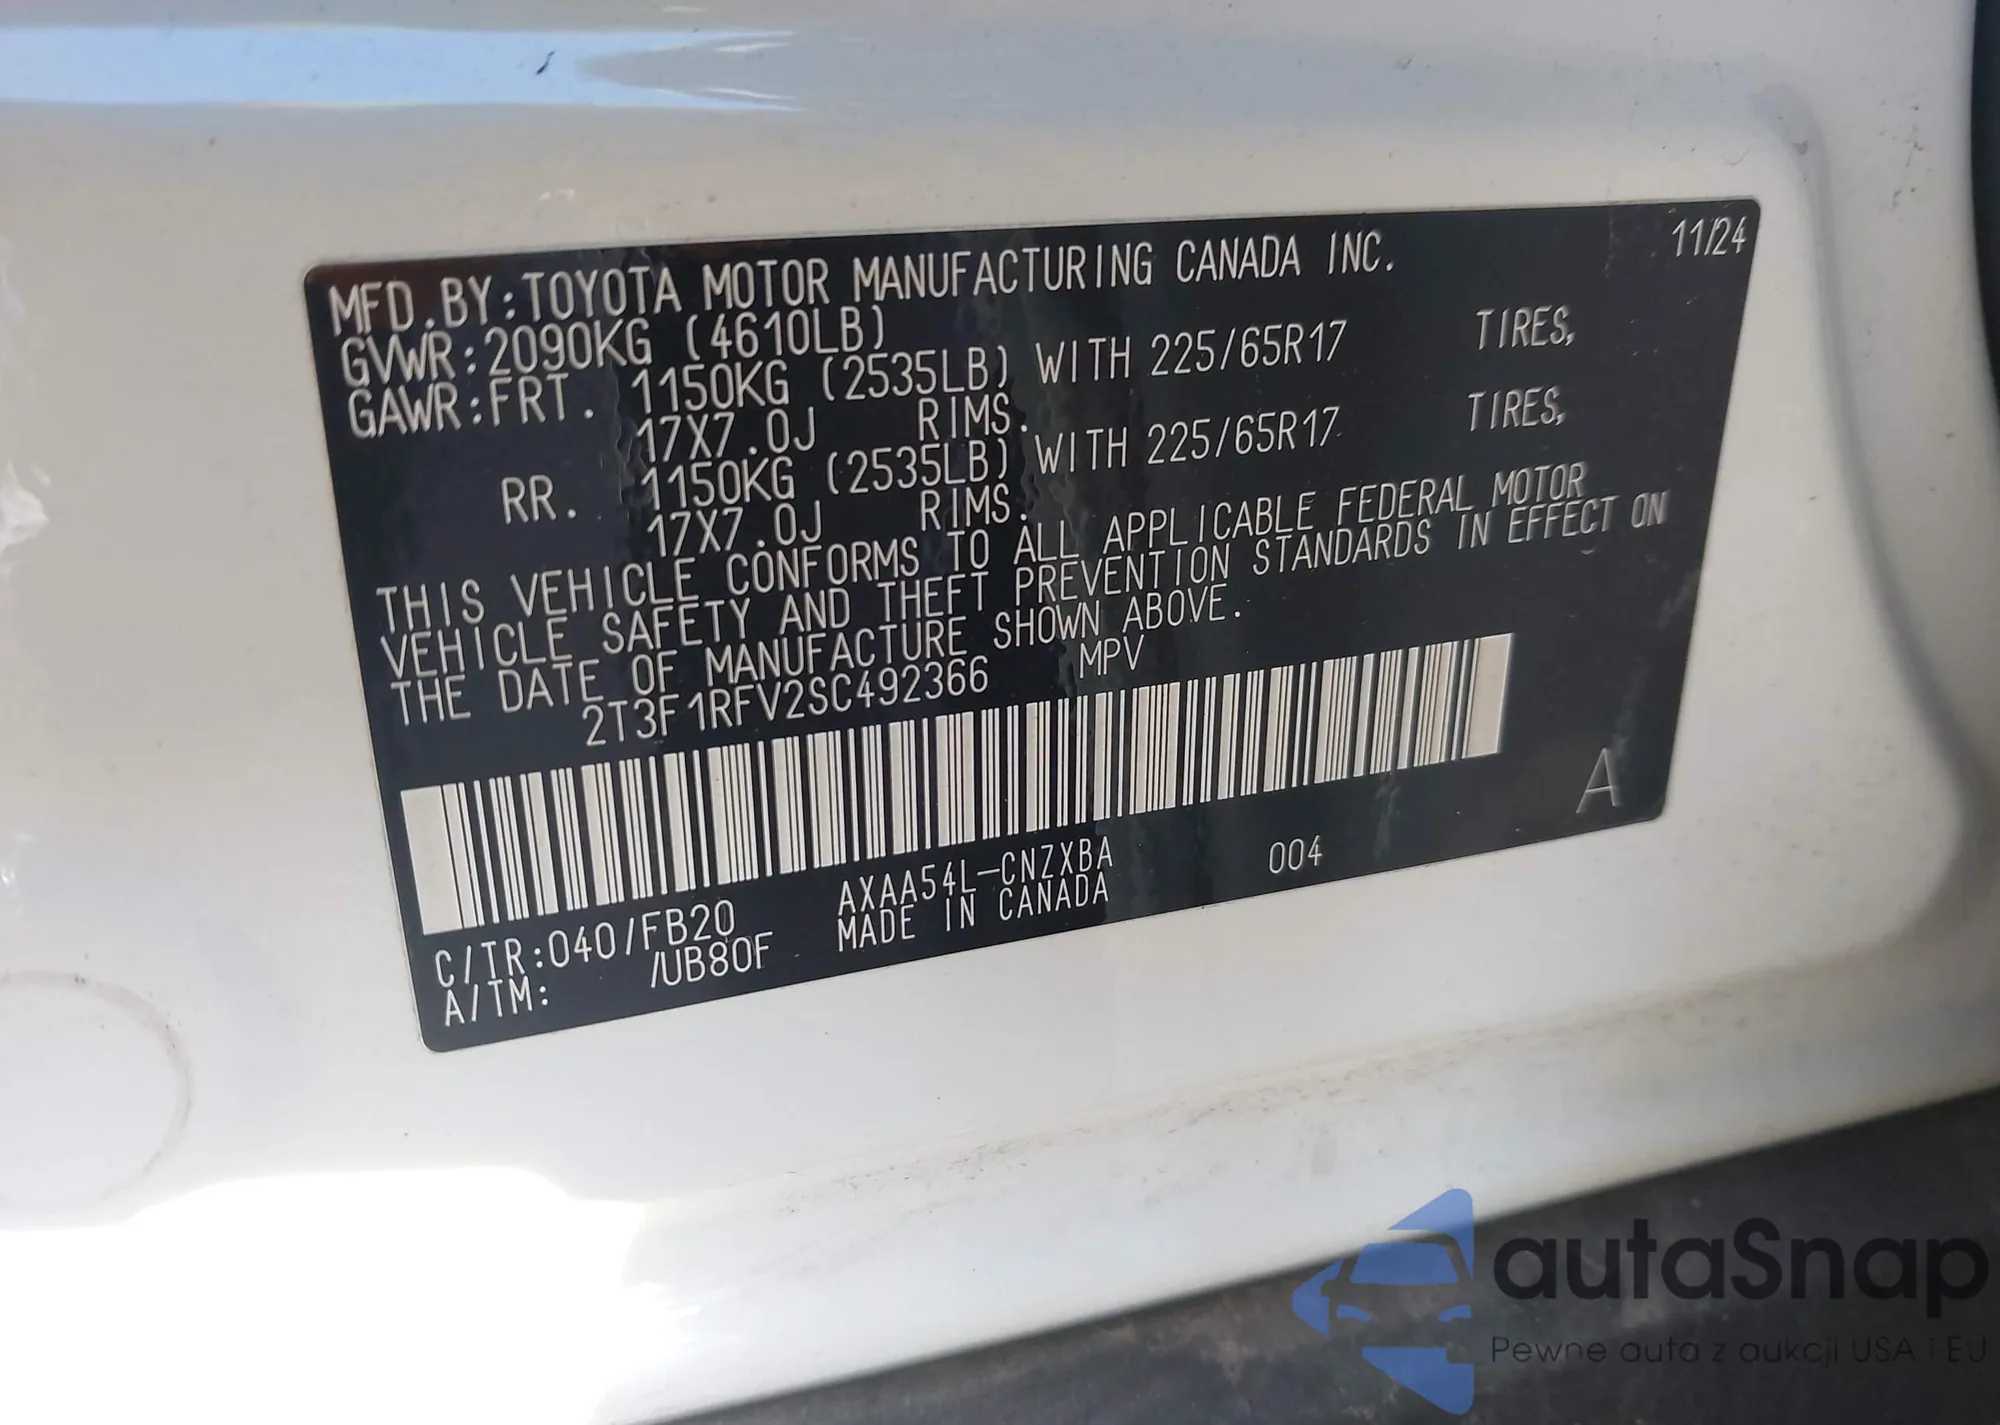 MFD.BY:TOYOTA MOTOR MANUFACTURING CANADA INC. 11/24
GVWR:2090KG (4610LB)
GAWR:FRT. 1150KG (2535LB) WITH 225/65R17 TIRES,
17X7.0J RIMS.
RR. 1150KG (2535LB) WITH 225/65R17 TIRES,
17X7.0J RIMS.
THIS VEHICLE CONFORMS TO ALL APPLICABLE FEDERAL MOTOR
VEHICLE SAFETY AND THEFT PREVENTION STANDARDS IN EFFECT ON
THE DATE OF MANUFACTURE SHOWN ABOVE.
2T3F1RFV2SC492366 MPV
A
C/TR:040/FB20 AXAA54L-CNZXBA 004
A/TM: /UB80F MADE IN CANADA
autaSnap
Pewne auta z aukcji USA i EU